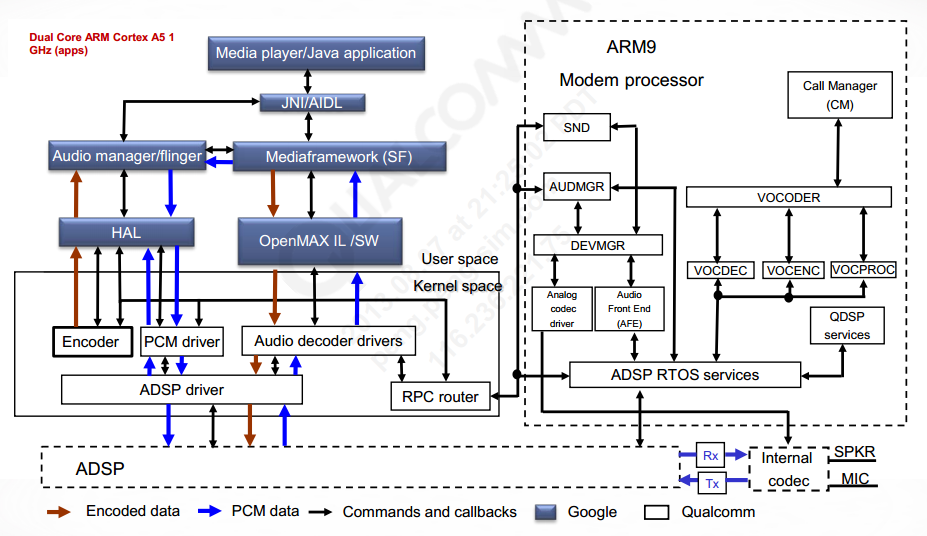 Dual Core ARM Cortex A5 1
GHz (apps)
Media player/Java application
JNI/AIDL
Audio manager/flinger
Mediaframework (SF)
HAL
OpenMAX IL /SW
User space
Kernel space
Encoder
PCM driver
Audio decoder drivers
ADSP driver
RPC router
ARM9
Modem processor
Call Manager
(CM)
SND
AUDMGR
VOCODER
DEVMGR
VOCDEC
VOCENC
VOCPROC
Analog
codec
driver
Audio
Front End
(AFE)
QDSP
services
ADSP RTOS services
ADSP
Rx
Tx
Internal
codec
SPKR
MIC
Encoded data
PCM data
Commands and callbacks
Google
Qualcomm